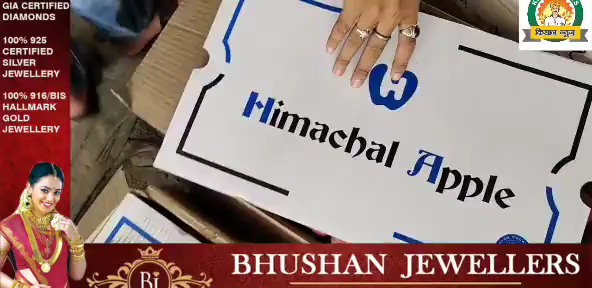 GIA CERTIFIED
DIAMONDS
100% 925
CERTIFIED
SILVER
JEWELLERY
100% 916/BIS
HALLMARK
GOLD
JEWELLERY
Himachal Apple
BJ
BHUSHAN JEWELLERS